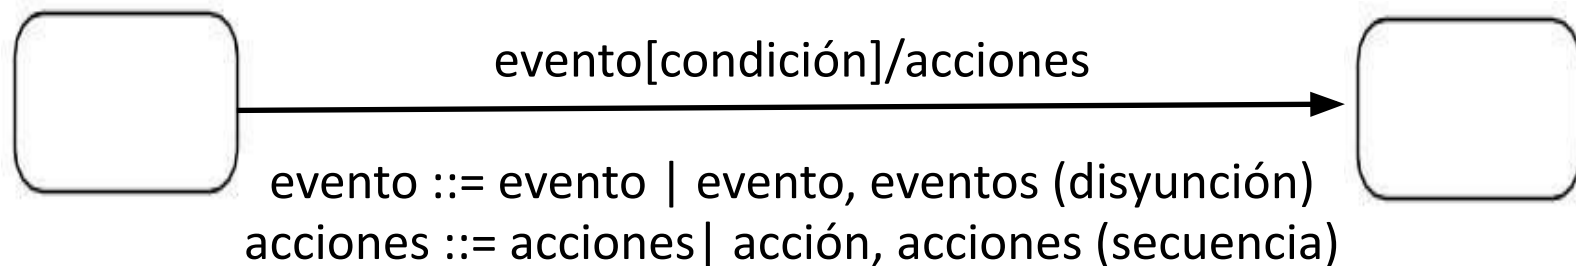 evento[condición]/acciones
evento ::= evento | evento, eventos (disyunción)
acciones ::= acciones| acción, acciones (secuencia)